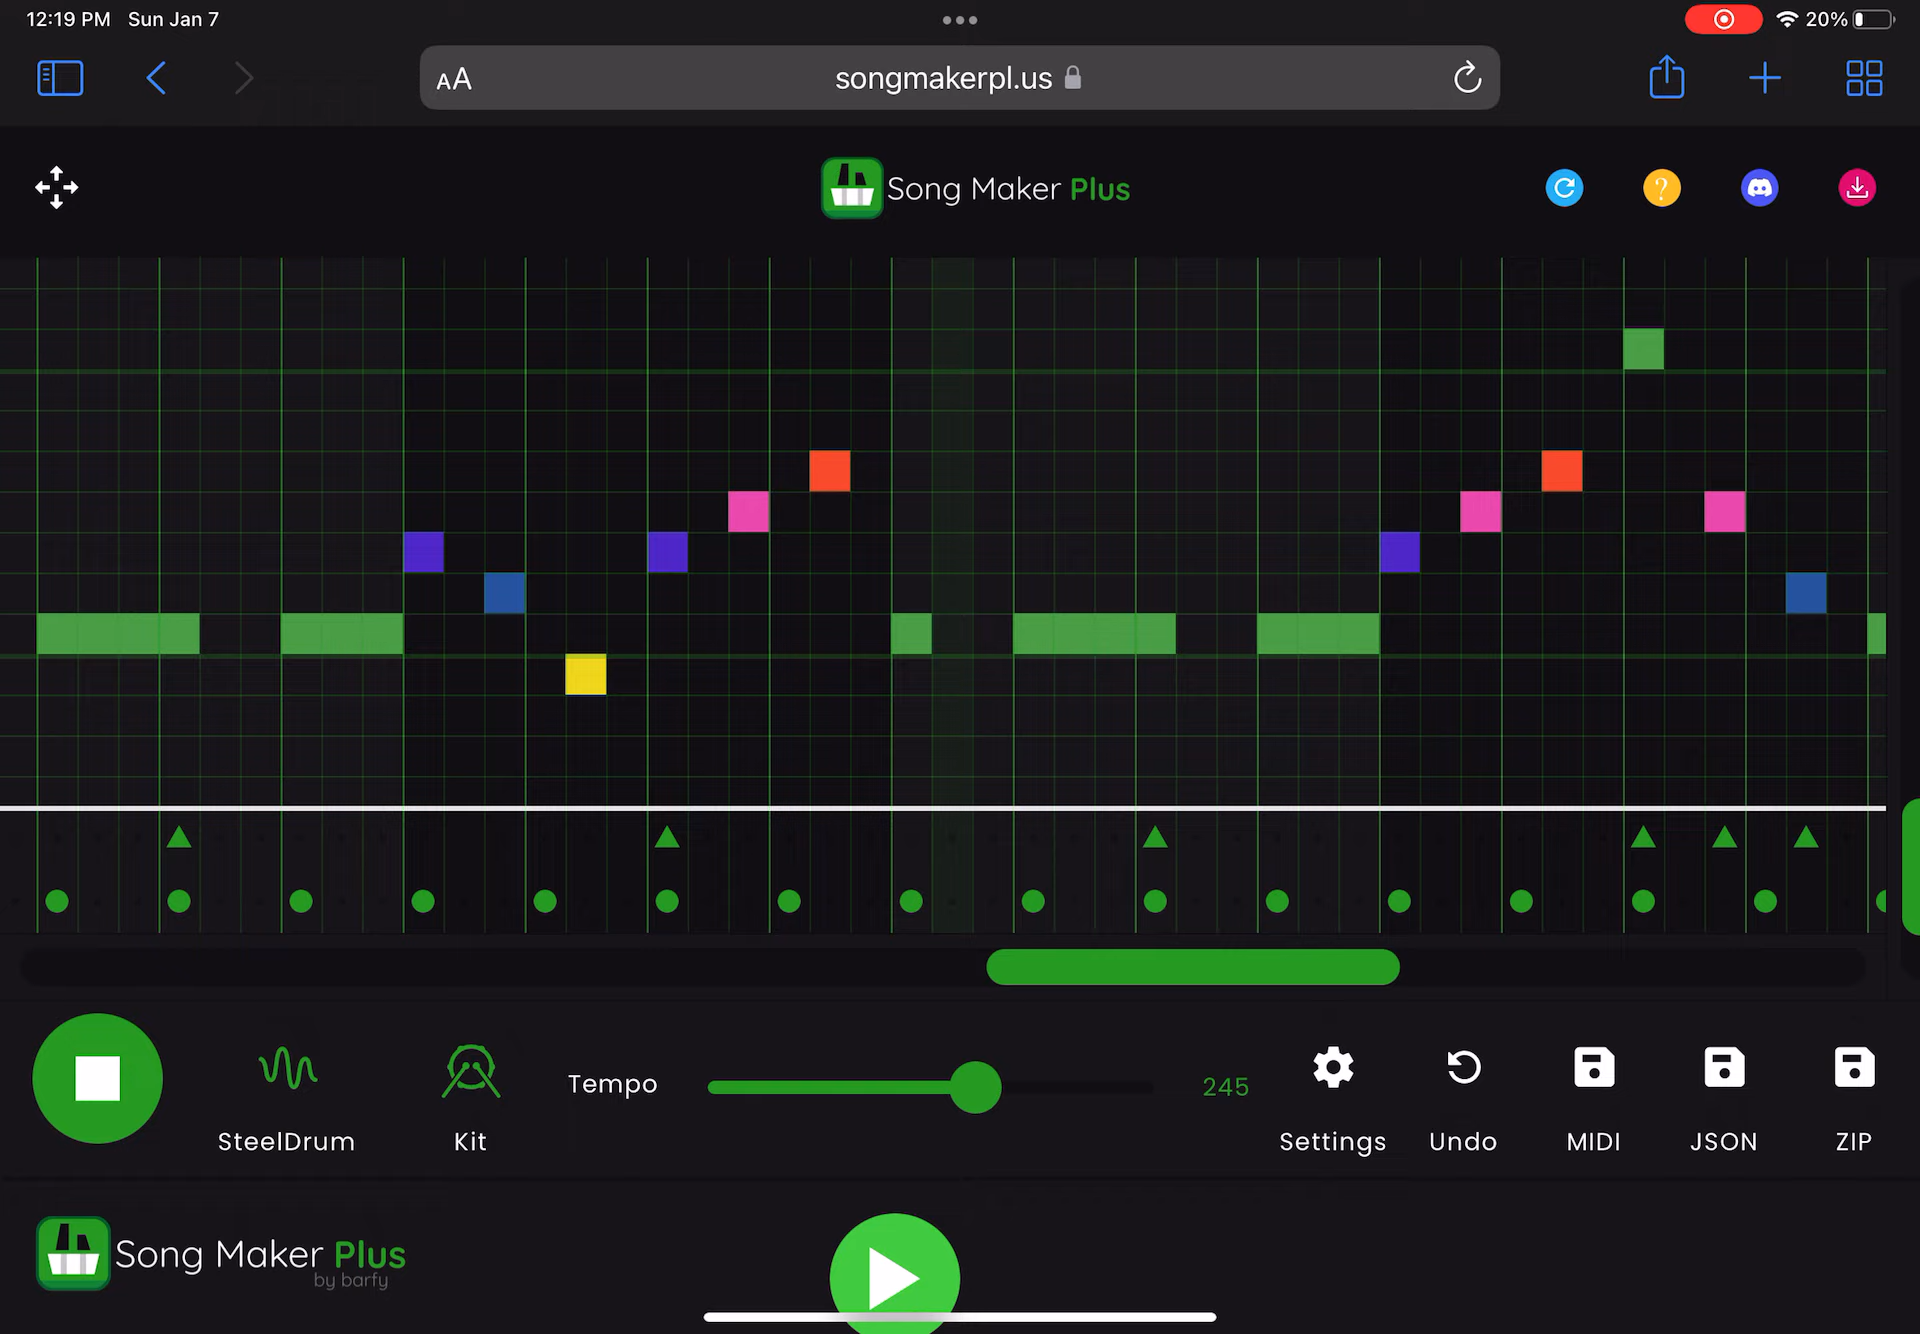 12:19 PM Sun Jan 7
20%
AA
songmakerpl.us
Song Maker Plus
?
Tempo
245
SteelDrum
Kit
Settings
Undo
MIDI
JSON
ZIP
Song Maker Plus
by barfy